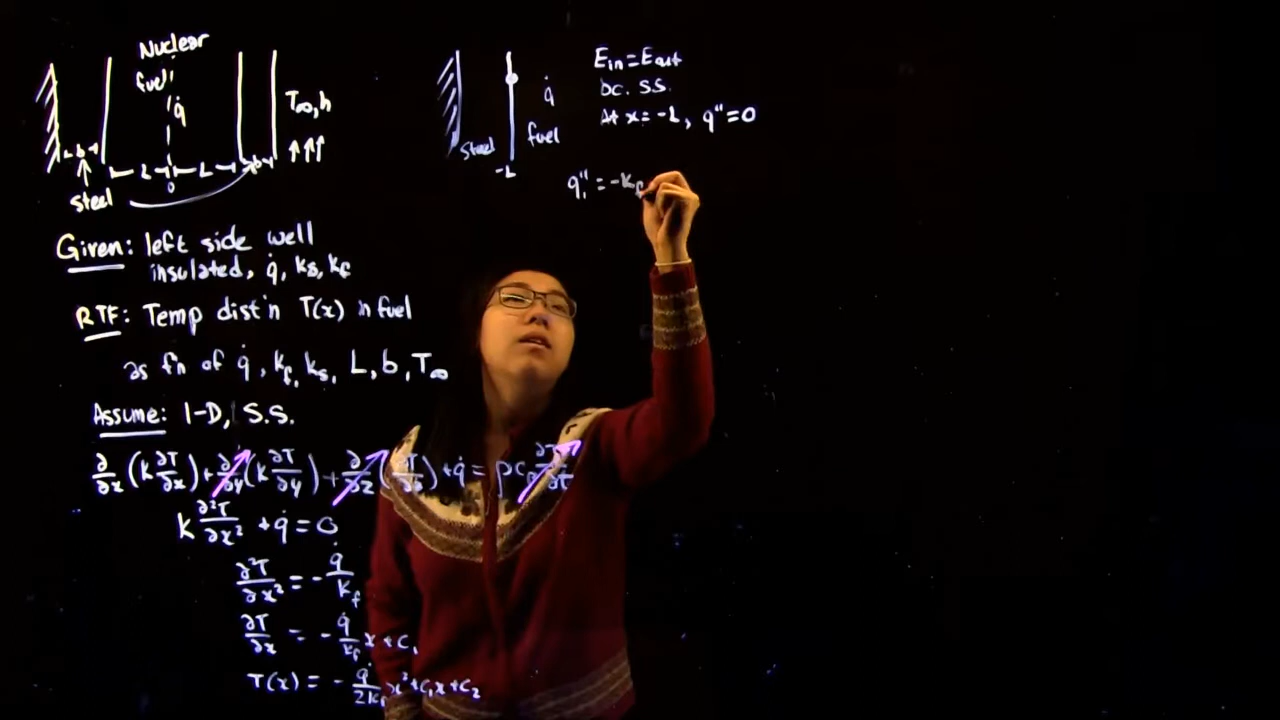 Nuclear
fuel
q̇
T∞, h
b
L
L
b
0
steel
Given: left side well
insulated, q̇, ks, kf
RTF: Temp dist'n T(x) in fuel
as fn of q̇, kf, ks, L, b, T∞
Assume: 1-D, S.S.
∂/∂x (k ∂T/∂x) + ∂/∂y (k ∂T/∂y) + ∂/∂z ( ∂T/∂z) + q̇ = ρcp ∂T/∂t
k ∂²T/∂x² + q̇ = 0
∂²T/∂x² = - q̇/kf
∂T/∂x = - q̇/kf x + C₁
T(x) = - q̇/2kf x² + C₁x + C₂
q̇
steel
fuel
-L
Ein = Eout
bc. S.S.
At x = -L, q" = 0
q" = -kf